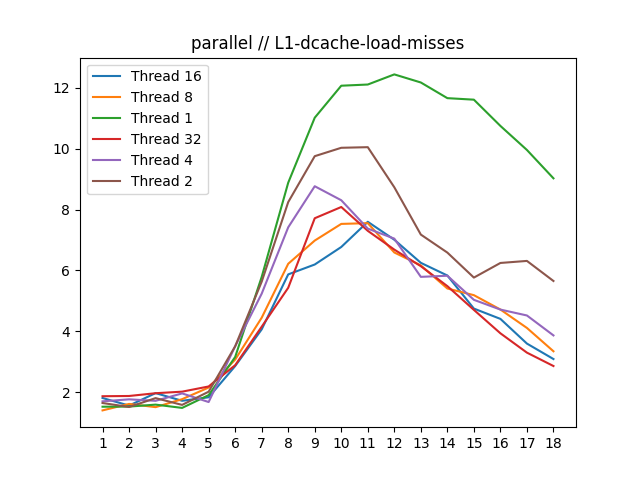 parallel // L1-dcache-load-misses
Thread 16
Thread 8
Thread 1
Thread 32
Thread 4
Thread 2
12
10
8
6
4
2
1 2 3 4 5 6 7 8 9 10 11 12 13 14 15 16 17 18